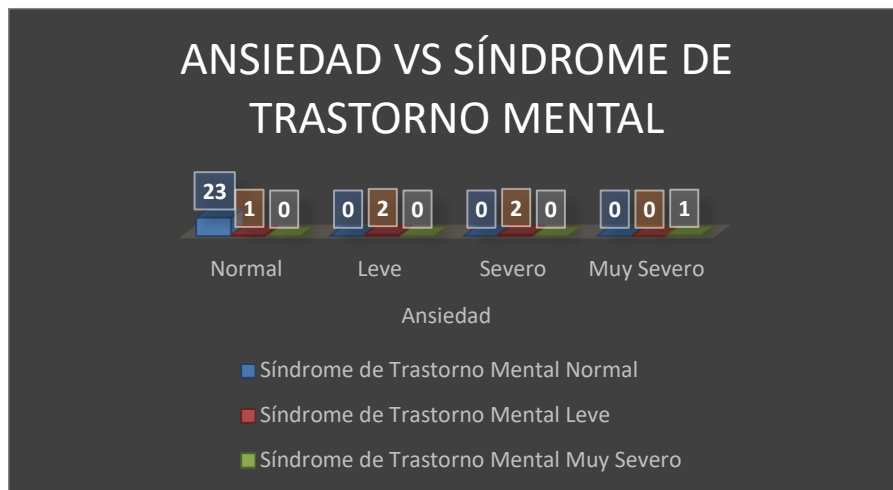 ANSIEDAD VS SÍNDROME DE
TRASTORNO MENTAL
23 1 0 0 2 0 0 2 0 0 0 1
Normal Leve Severo Muy Severo
Ansiedad
Síndrome de Trastorno Mental Normal
Síndrome de Trastorno Mental Leve
Síndrome de Trastorno Mental Muy Severo